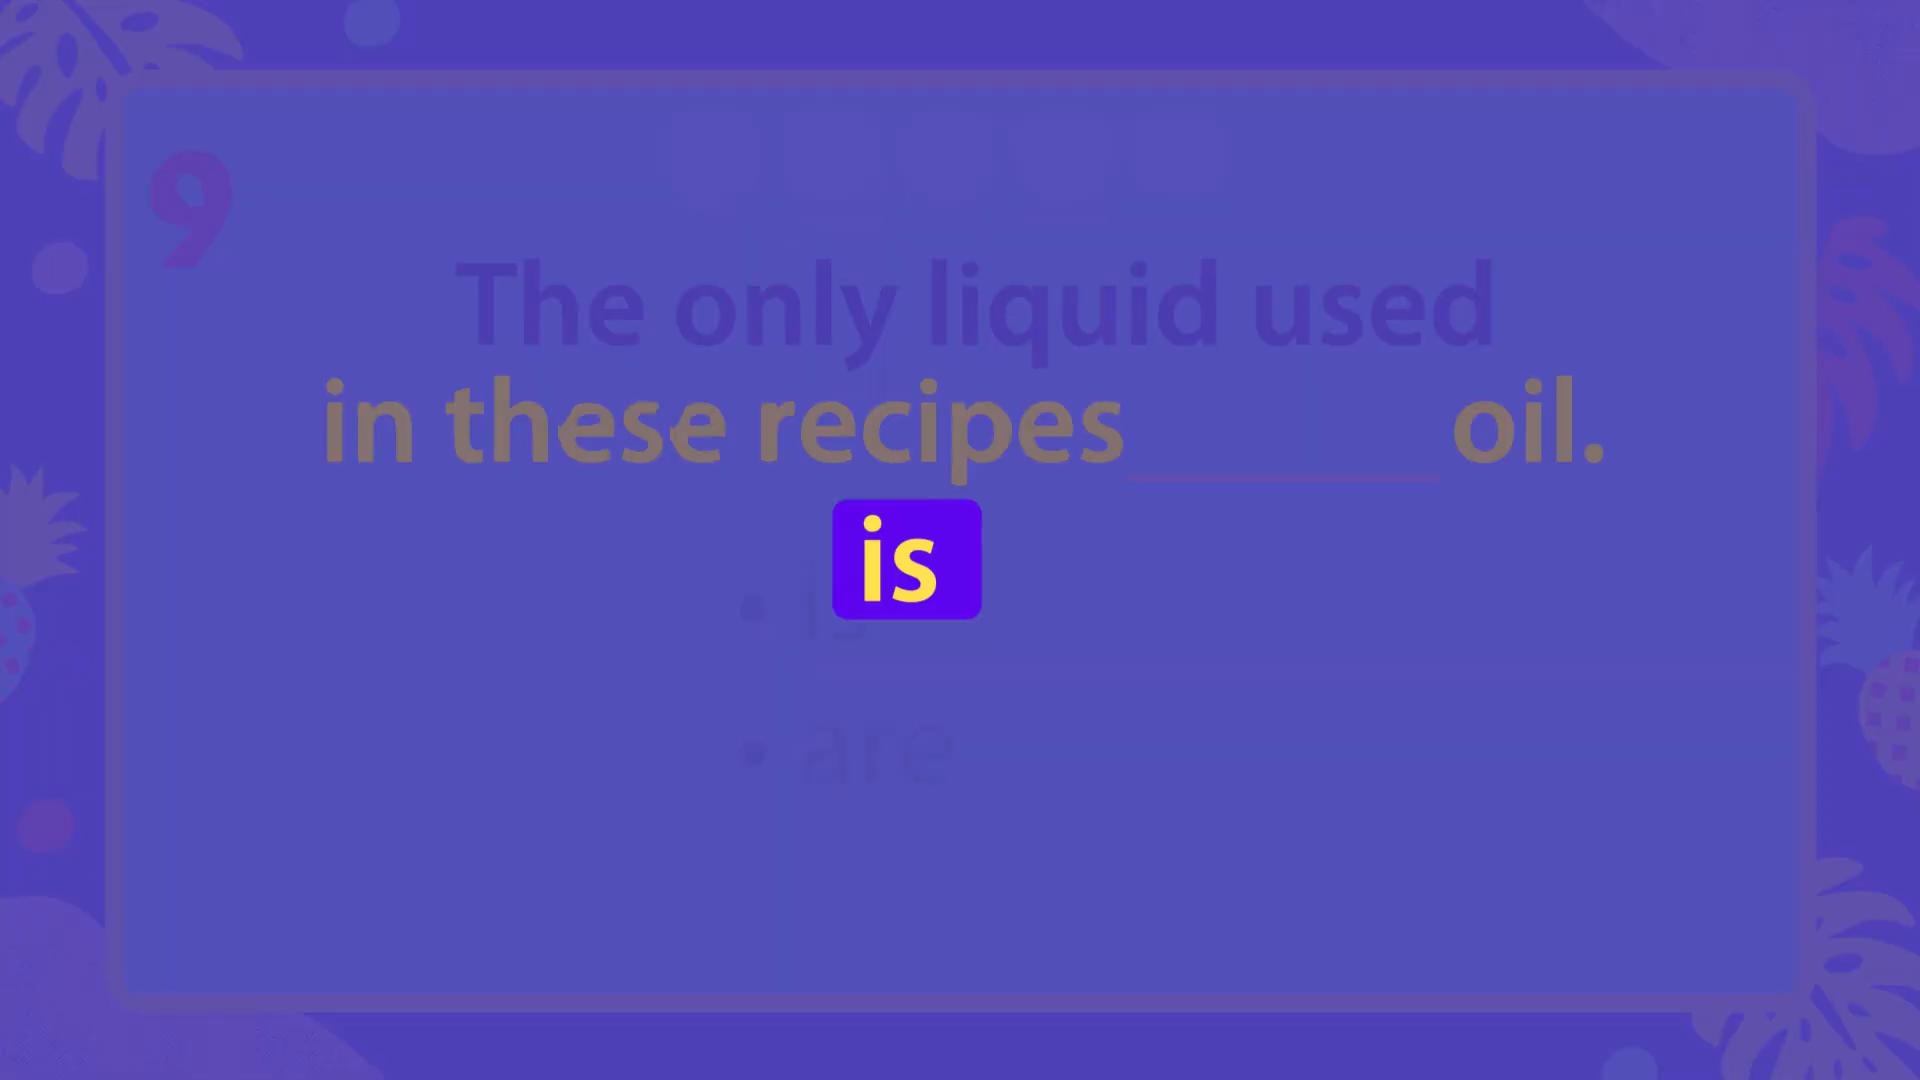 9
The only liquid used
in these recipes ______ oil.
is
• is
• are